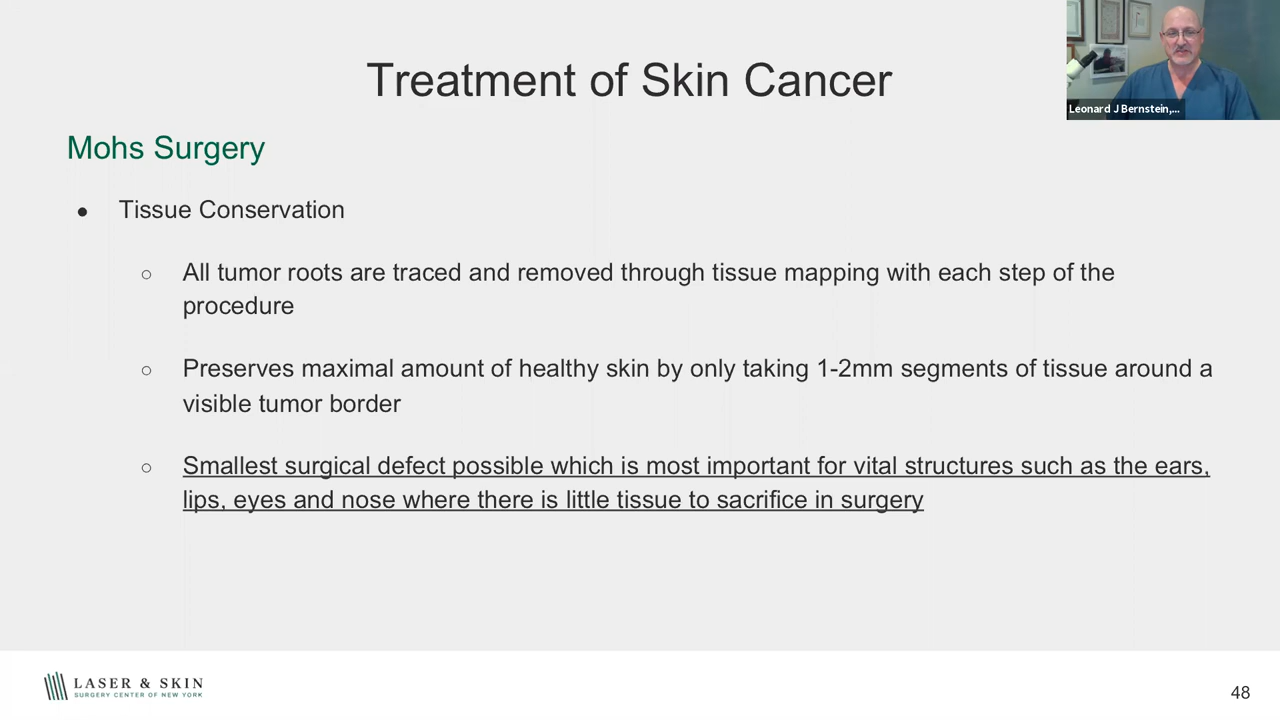 Treatment of Skin Cancer
Leonard J Bernstein,...
Mohs Surgery
● Tissue Conservation
○ All tumor roots are traced and removed through tissue mapping with each step of the
procedure
○ Preserves maximal amount of healthy skin by only taking 1-2mm segments of tissue around a
visible tumor border
○ Smallest surgical defect possible which is most important for vital structures such as the ears,
lips, eyes and nose where there is little tissue to sacrifice in surgery
LASER & SKIN
SURGERY CENTER OF NEW YORK
48